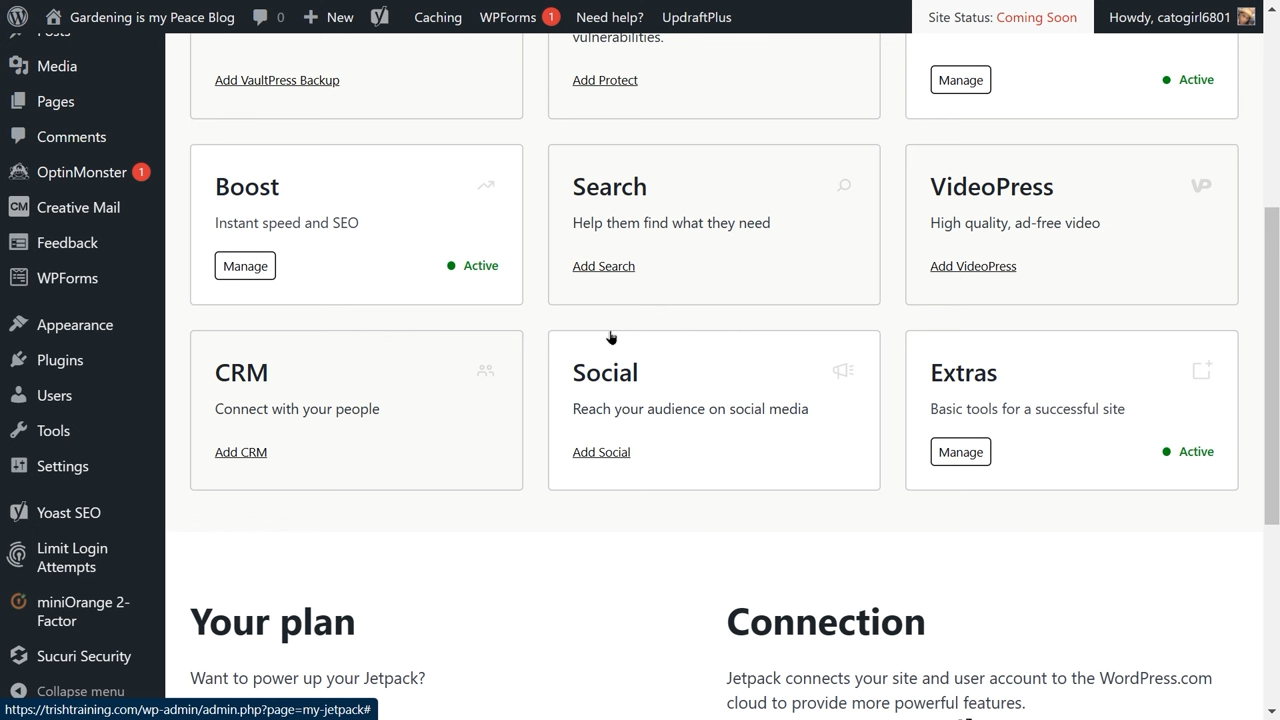 Gardening is my Peace Blog
0
New
Caching
WPForms 1
Need help?
UpdraftPlus
Site Status: Coming Soon
Howdy, catogirl6801
Posts
Media
Pages
Comments
OptinMonster 1
CM Creative Mail
Feedback
WPForms
Appearance
Plugins
Users
Tools
Settings
Yoast SEO
Limit Login
Attempts
miniOrange 2-
Factor
Sucuri Security
Collapse menu
Add VaultPress Backup
vulnerabilities.
Add Protect
Manage
Active
Boost
Instant speed and SEO
Manage
Active
Search
Help them find what they need
Add Search
VideoPress
VP
High quality, ad-free video
Add VideoPress
CRM
Connect with your people
Add CRM
Social
Reach your audience on social media
Add Social
Extras
Basic tools for a successful site
Manage
Active
Your plan
Want to power up your Jetpack?
Connection
Jetpack connects your site and user account to the WordPress.com
cloud to provide more powerful features.
https://trishtraining.com/wp-admin/admin.php?page=my-jetpack#